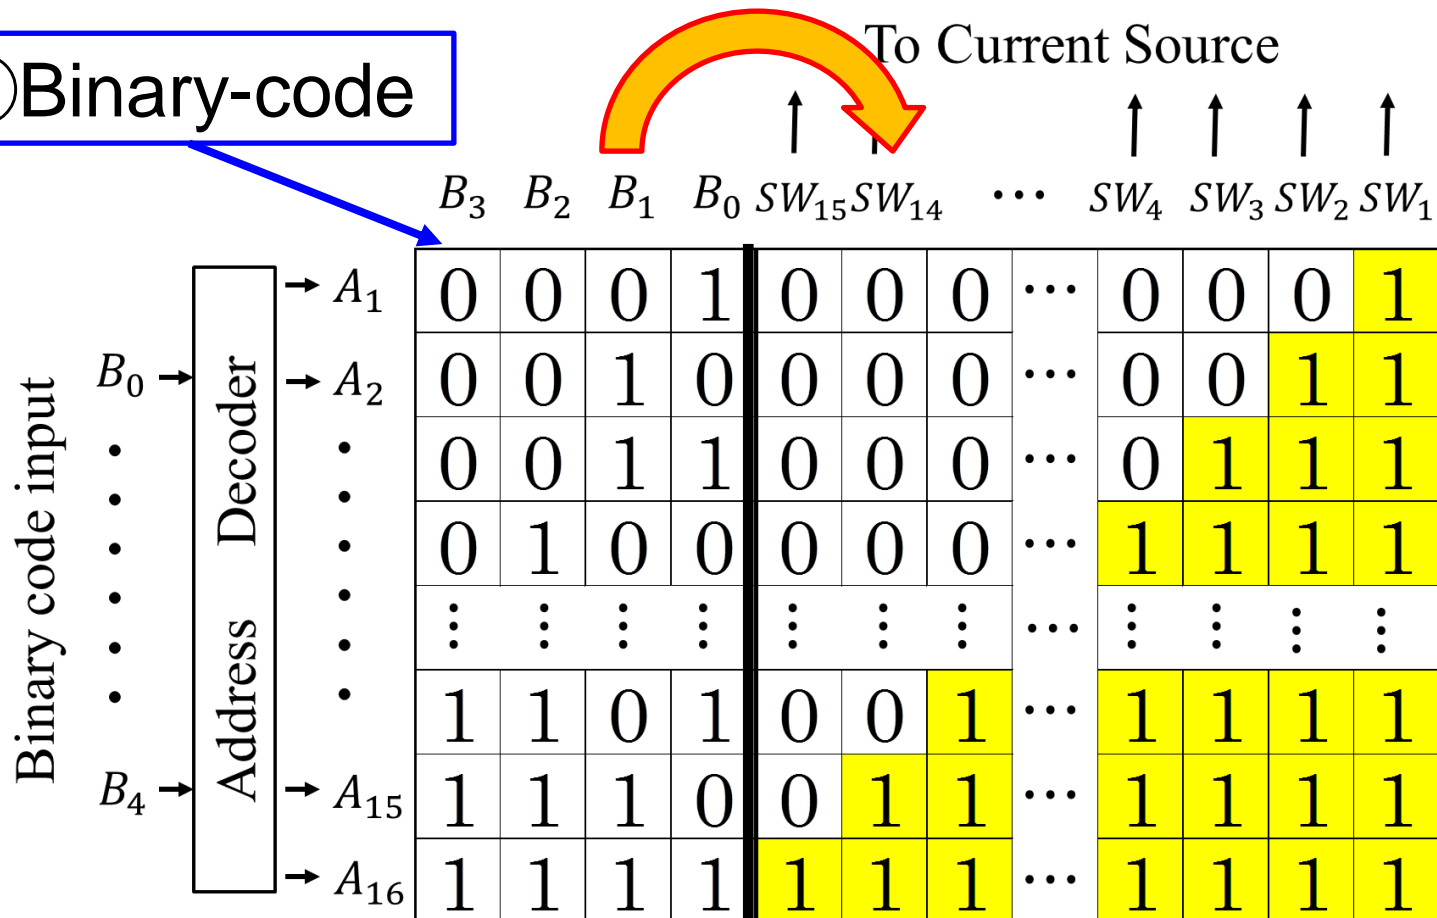 To Current Source
)Binary-code
B₃ B₂ B₁ B₀ SW₁₅ SW₁₄ ⋯ SW₄ SW₃ SW₂ SW₁
A₁ 0 0 0 1 0 0 0 ⋯ 0 0 0 1
B₀ A₂ 0 0 1 0 0 0 0 ⋯ 0 0 1 1
0 0 1 1 0 0 0 ⋯ 0 1 1 1
0 1 0 0 0 0 0 ⋯ 1 1 1 1
⋮ ⋮ ⋮ ⋮ ⋮ ⋮ ⋮ ⋯ ⋮ ⋮ ⋮ ⋮
1 1 0 1 0 0 1 ⋯ 1 1 1 1
B₄ A₁₅ 1 1 1 0 0 1 1 ⋯ 1 1 1 1
A₁₆ 1 1 1 1 1 1 1 ⋯ 1 1 1 1
Binary code input
Address Decoder